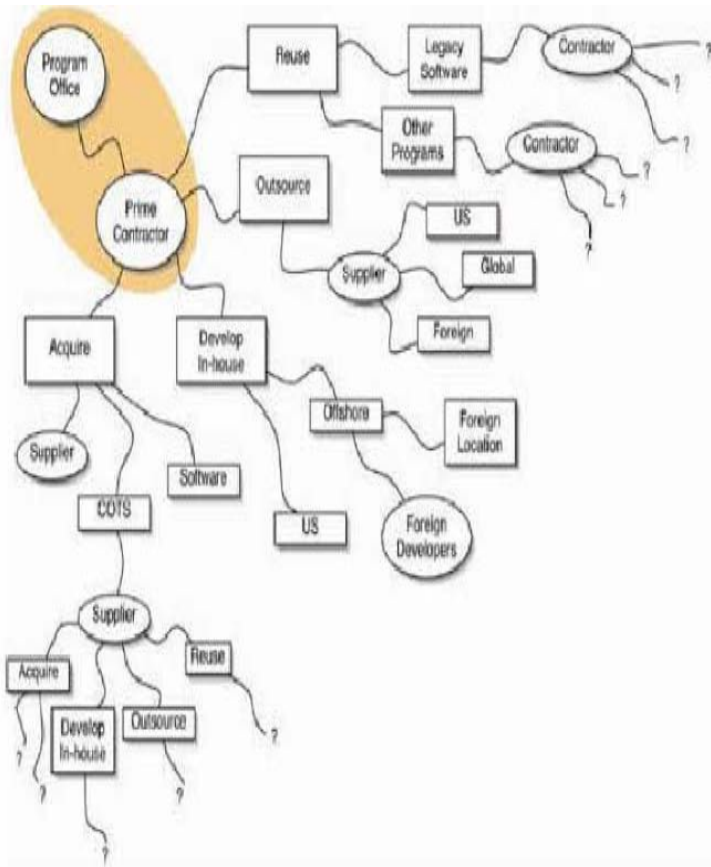 Program
Office
Prime
Contractor
Reuse
Legacy
Software
Contractor
?
?
?
Other
Programs
Contractor
?
?
?
?
Outsource
Supplier
US
Global
Foreign
Acquire
Supplier
COTS
Software
Develop
In-house
US
Offshore
Foreign
Location
Foreign
Developers
Supplier
Acquire
?
?
Develop
In-house
?
Outsource
?
Reuse
?